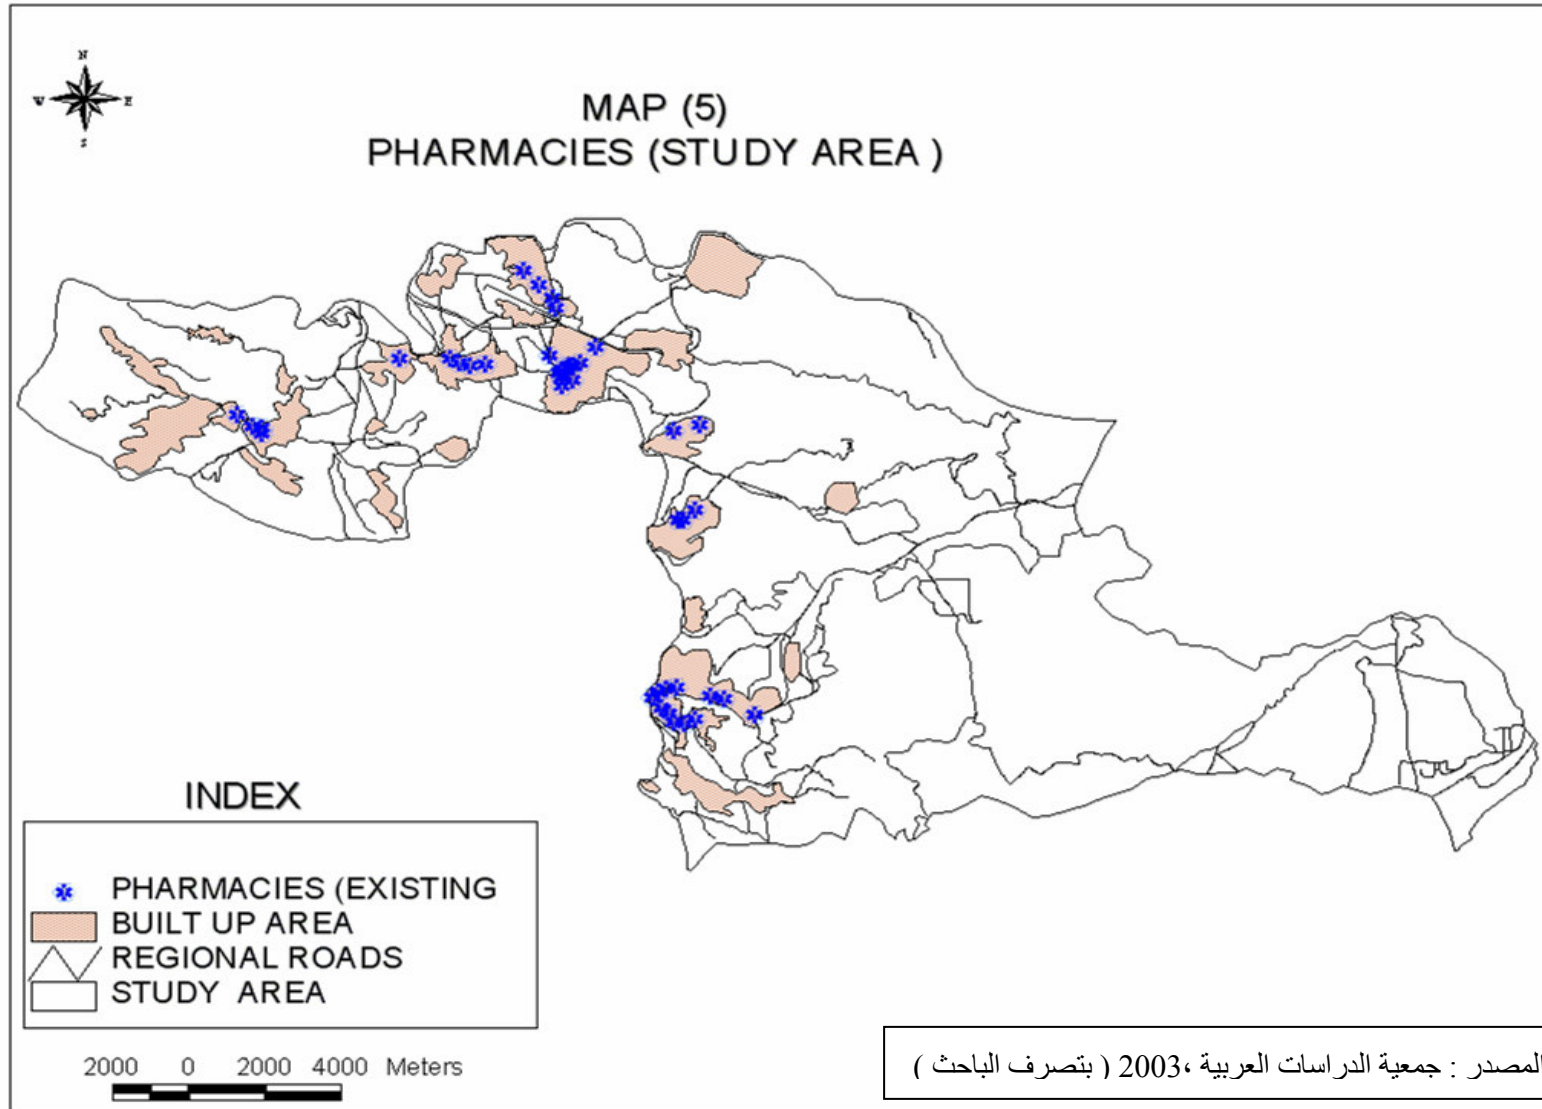 N
W E
S
MAP (5)
PHARMACIES (STUDY AREA )
INDEX
PHARMACIES (EXISTING
BUILT UP AREA
REGIONAL ROADS
STUDY AREA
2000 0 2000 4000 Meters
المصدر : جمعية الدراسات العربية ،2003 ( بتصرف الباحث )